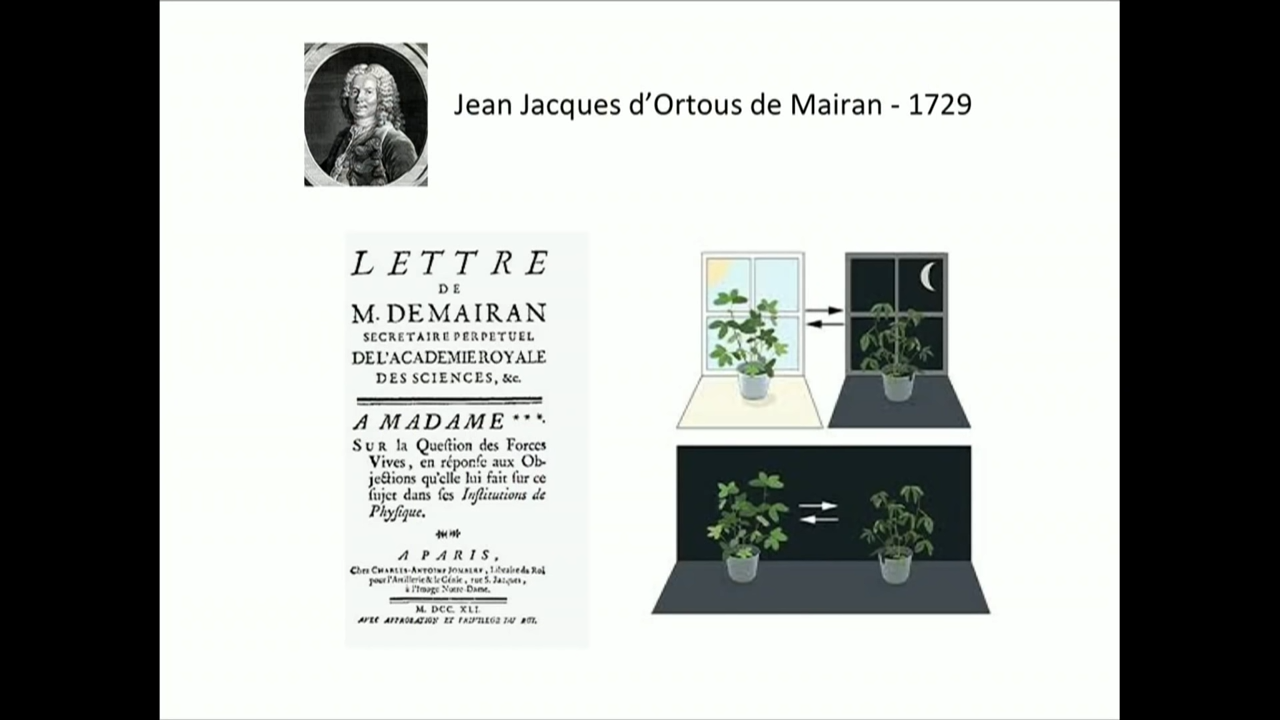 Jean Jacques d’Ortous de Mairan - 1729
LETTRE
DE
M. DEMAIRAN
SECRETAIRE PERPETUEL
DE L'ACADEMIE ROYALE
DES SCIENCES, &c.
A MADAME ***.
SUR la Queſtion des Forces
Vives, en réponſe aux Ob-
jections qu'elle lui fait ſur ce
ſujet dans ſes Inſtitutions de
Phyſique.
A PARIS,
Chez CHARLES-ANTOINE JOMBERT, Libraire du Roi
pour l'Artillerie & le Génie, rue S. Jacques,
à l'Image Notre-Dame.
M. DCC. XLI.
AVEC APPROBATION ET PRIVILEGE DU ROI.